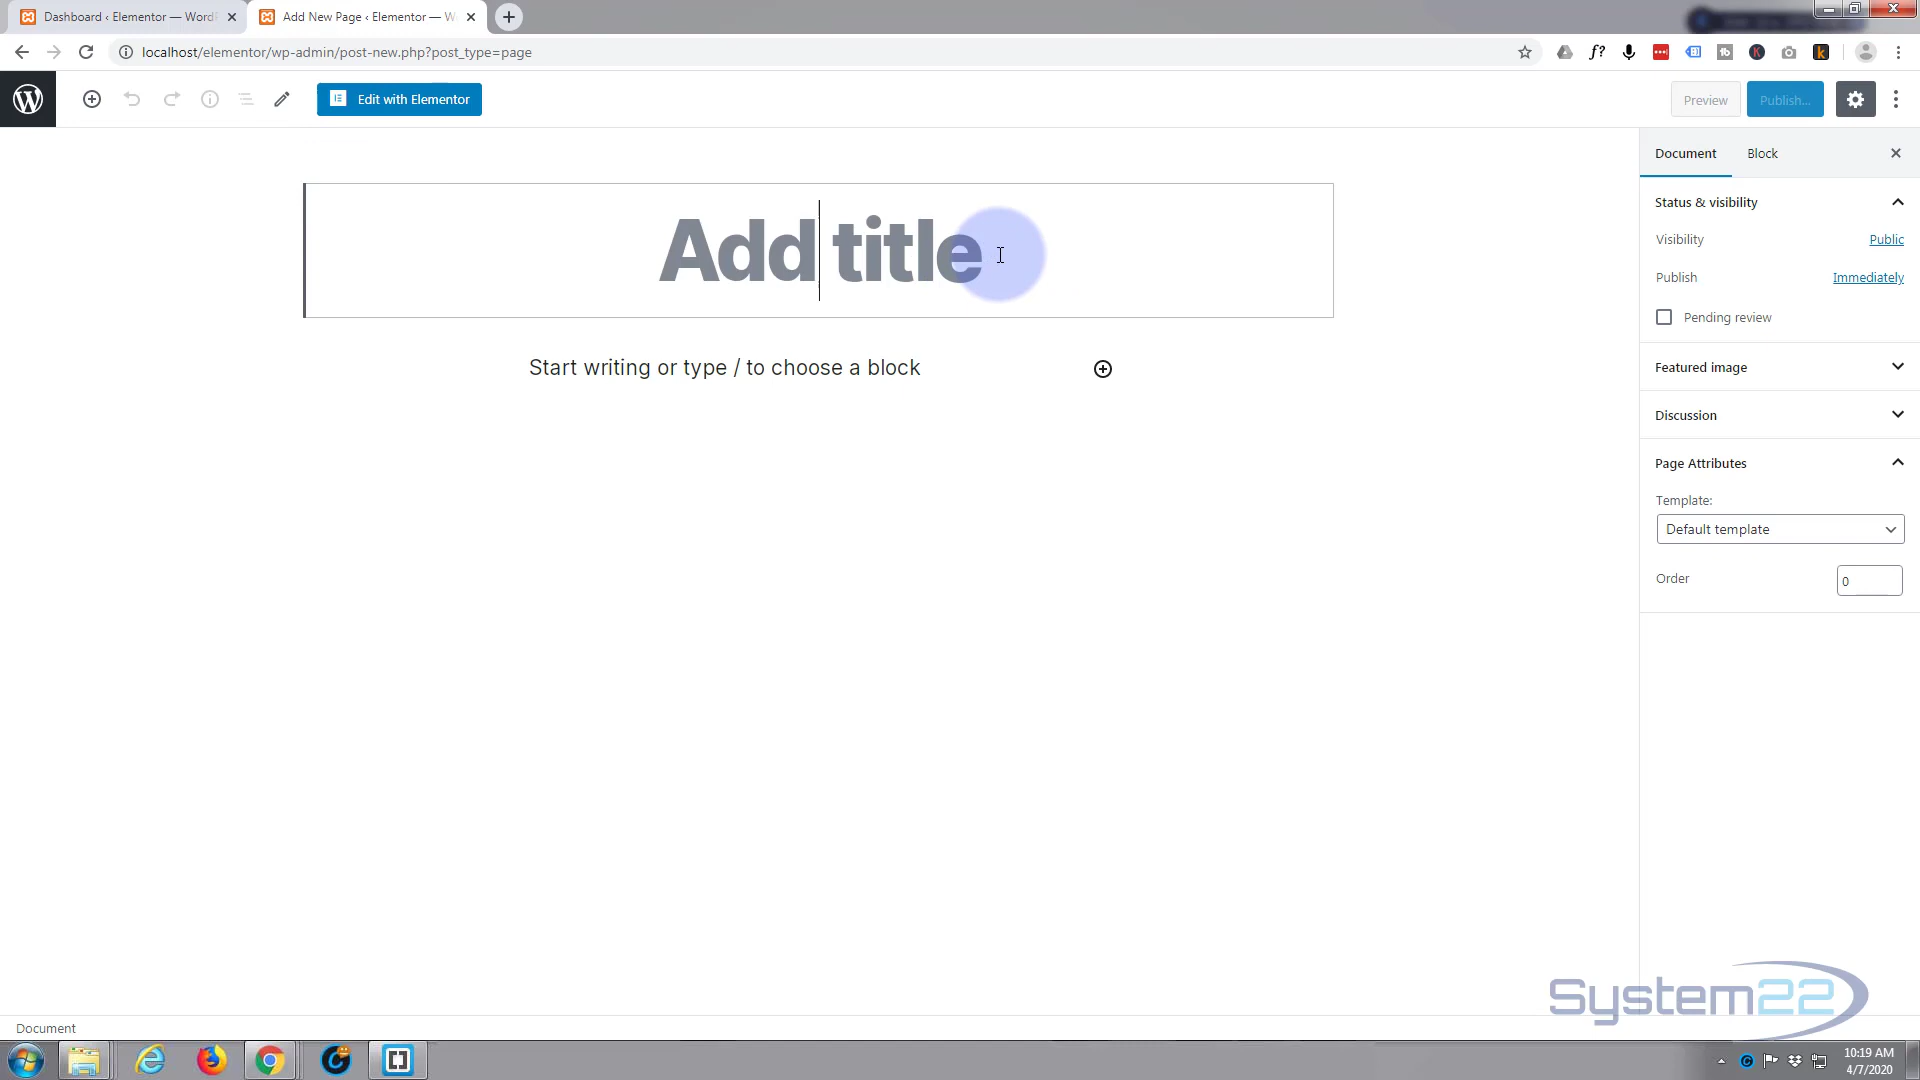 Dashboard ‹ Elementor — WordP
Add New Page ‹ Elementor — W
localhost/elementor/wp-admin/post-new.php?post_type=page
Edit with Elementor
Preview
Publish...
Document
Block
Add title
Status & visibility
Visibility
Public
Publish
Immediately
Pending review
Start writing or type / to choose a block
Featured image
Discussion
Page Attributes
Template:
Default template
Order
0
System22
Document
10:19 AM
4/7/2020